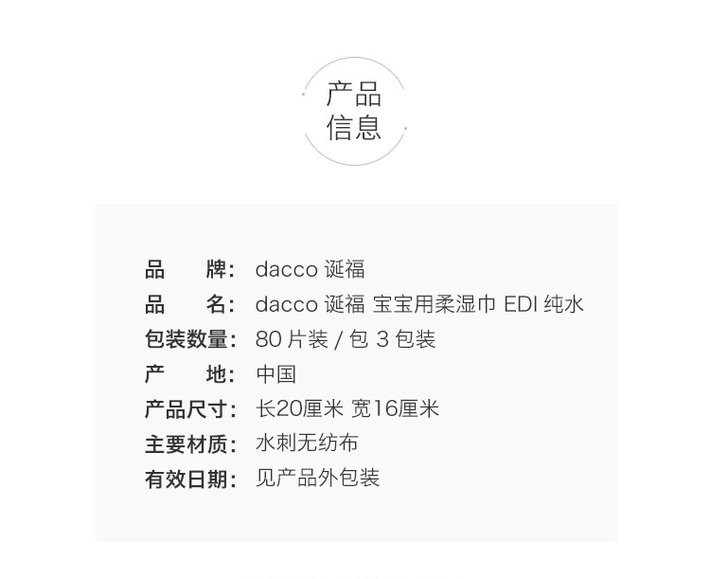 产品
信息
品 牌： dacco 诞福
品 名： dacco 诞福 宝宝用柔湿巾 EDI 纯水
包装数量： 80 片装 / 包 3 包装
产 地： 中国
产品尺寸： 长20厘米 宽16厘米
主要材质： 水刺无纺布
有效日期： 见产品外包装